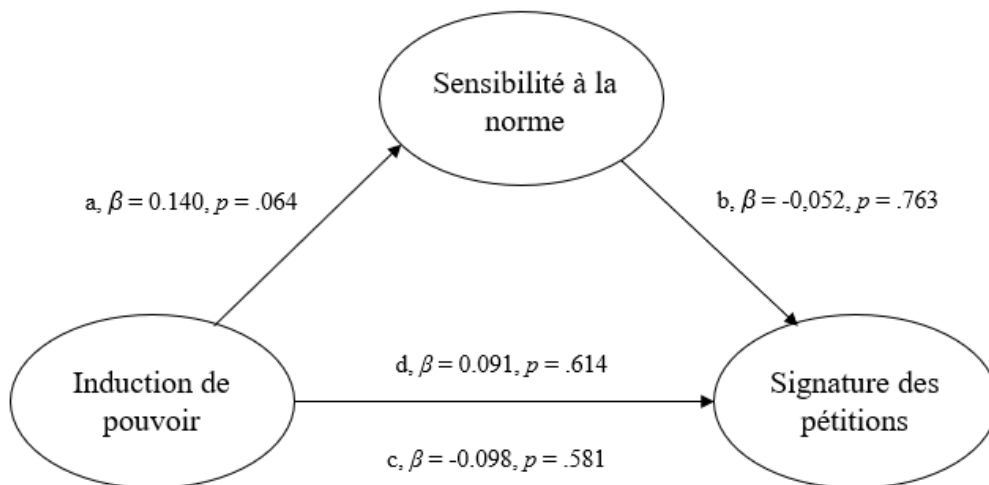 Sensibilité à la
norme
a, β = 0.140, p = .064
b, β = -0,052, p = .763
Induction de
pouvoir
d, β = 0.091, p = .614
c, β = -0.098, p = .581
Signature des
pétitions